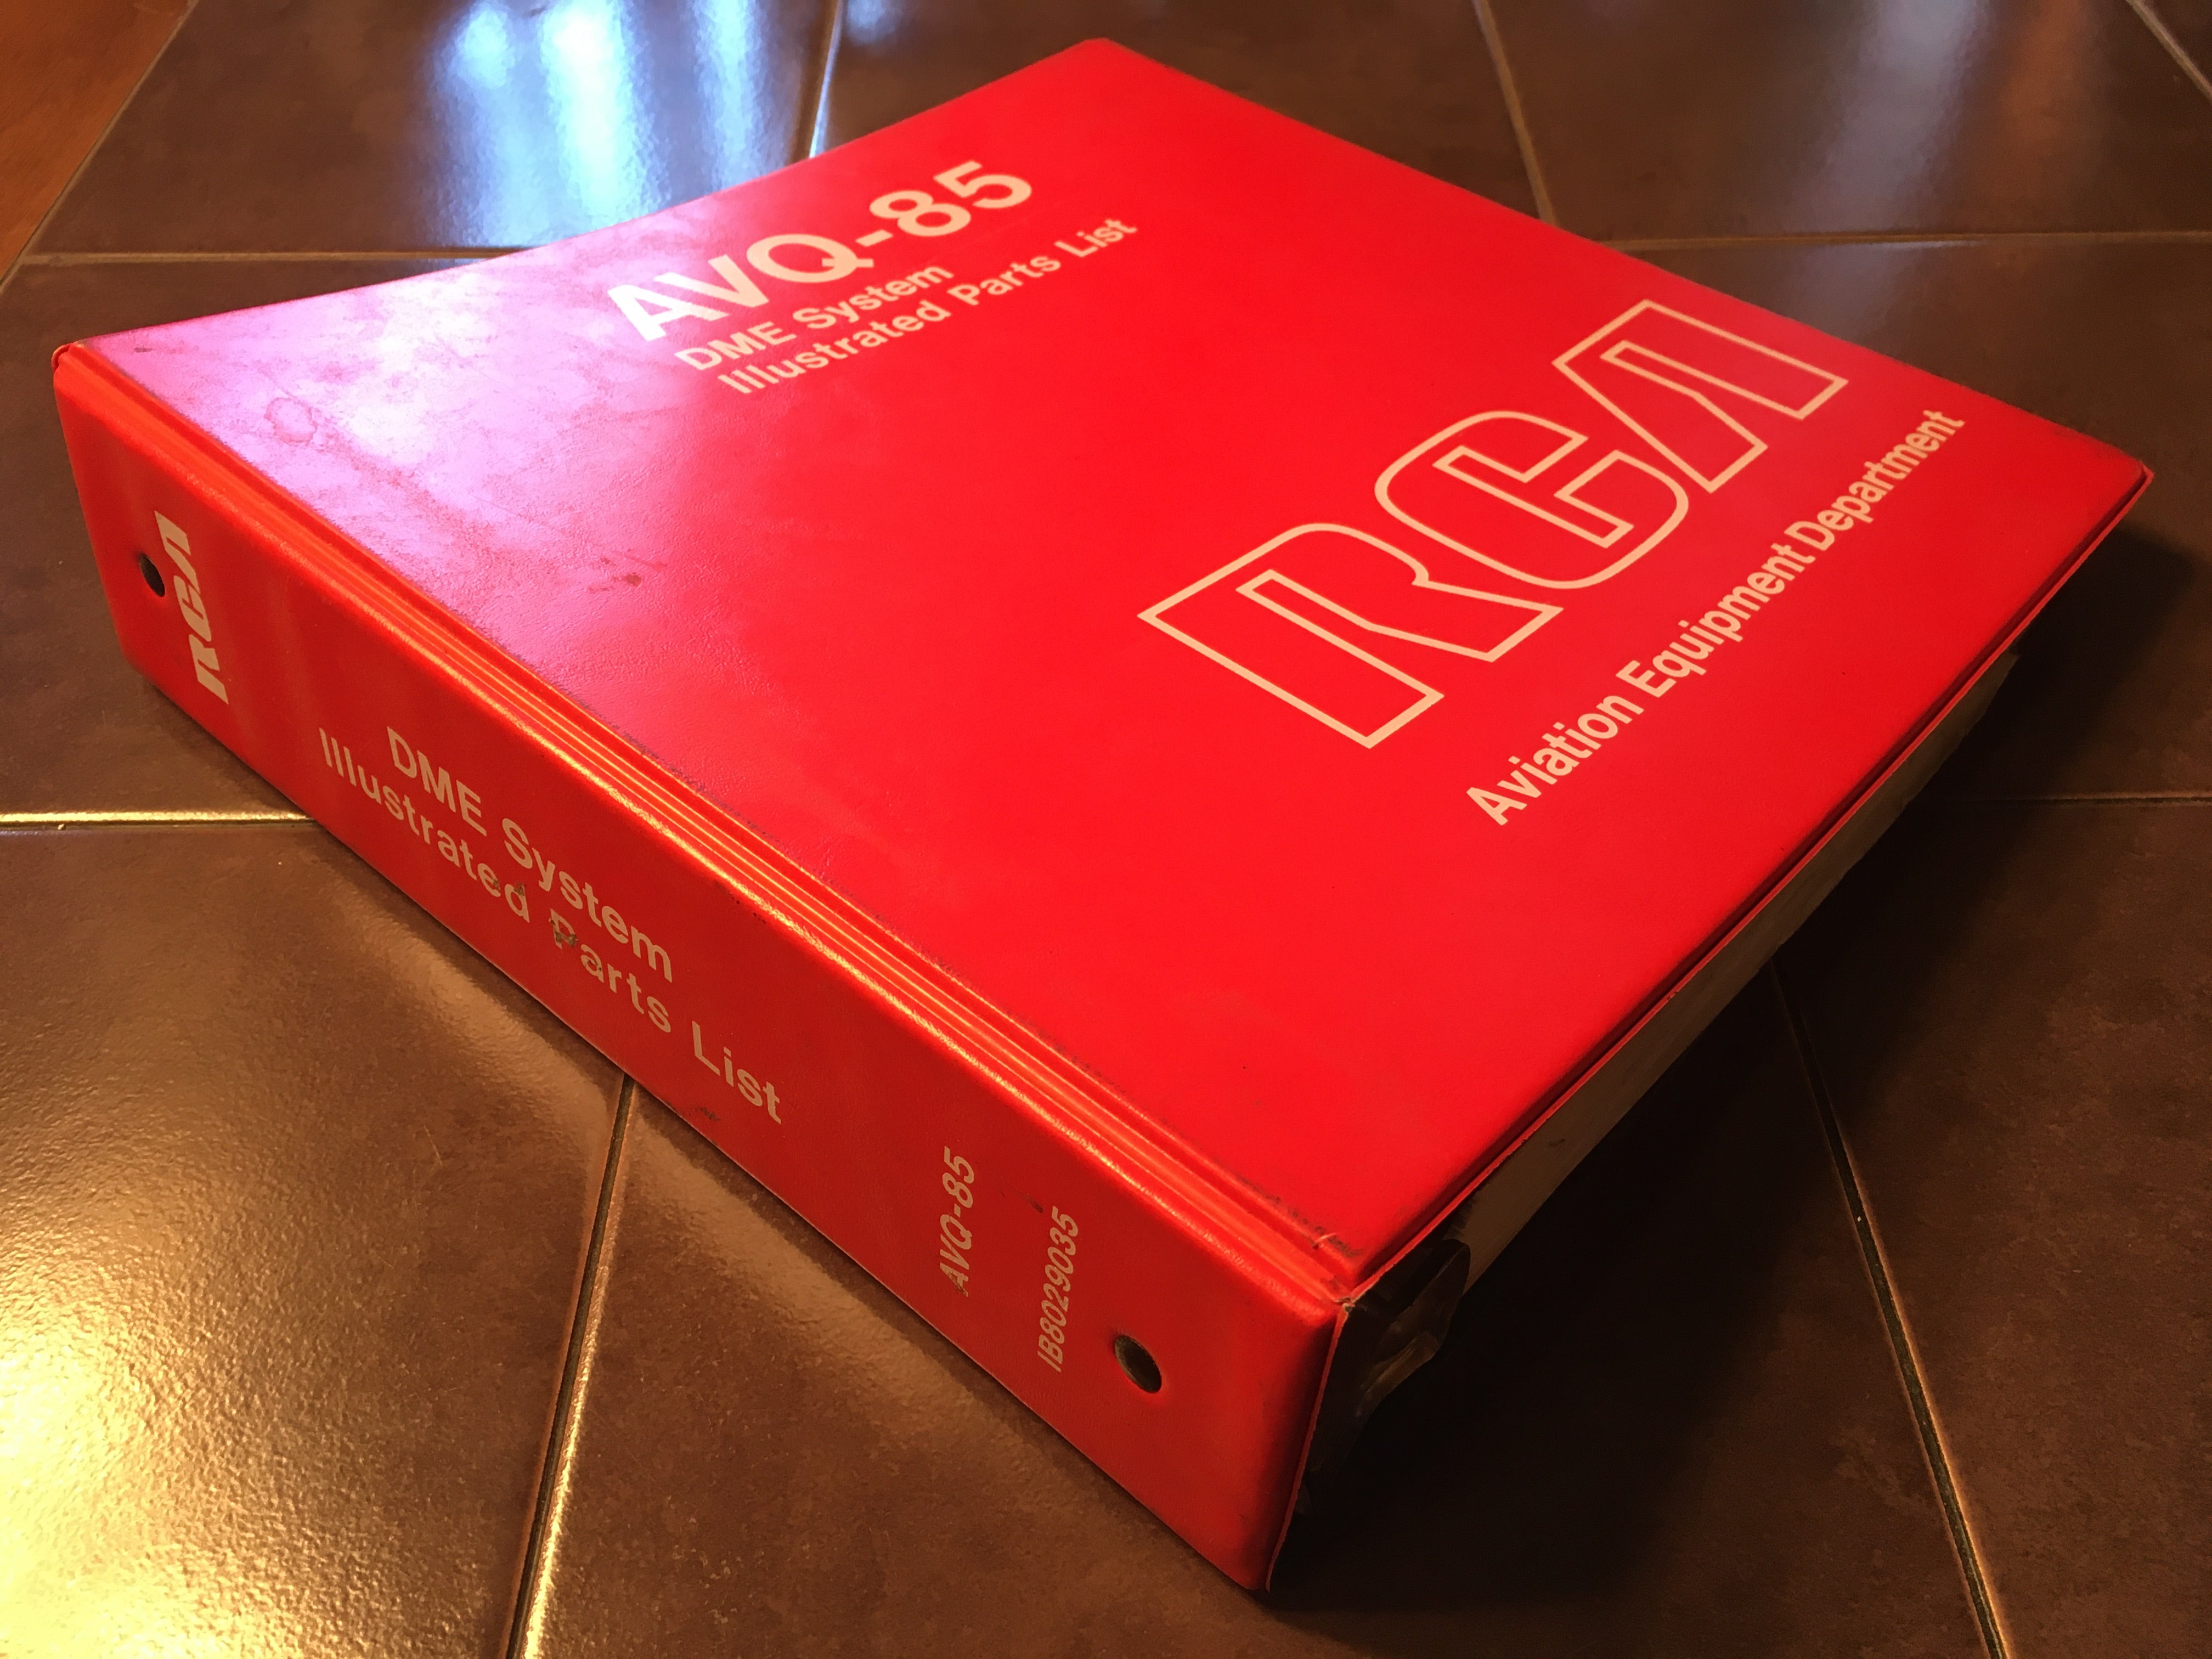 AVQ-85
DME System
Illustrated Parts List
RCA
Aviation Equipment Department
RCA
DME System
Illustrated Parts List
AVQ-85
IB8029035